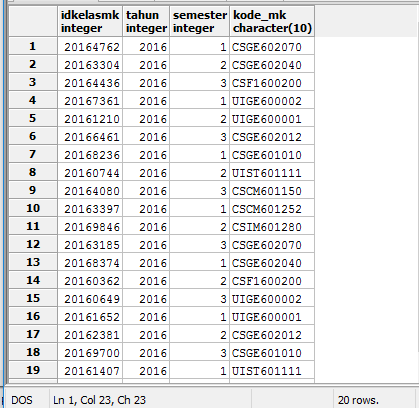 idkelasmk tahun semester kode_mk
integer integer integer character(10)
1 20164762 2016 1 CSGE602070
2 20163304 2016 2 CSGE602040
3 20164436 2016 3 CSF1600200
4 20167361 2016 1 UIGE600002
5 20161210 2016 2 UIGE600001
6 20166461 2016 3 CSGE602012
7 20168236 2016 1 CSGE601010
8 20160744 2016 2 UIST601111
9 20164080 2016 3 CSCM601150
10 20163397 2016 1 CSCM601252
11 20169846 2016 2 CSIM601280
12 20163185 2016 3 CSGE602070
13 20168374 2016 1 CSGE602040
14 20160362 2016 2 CSF1600200
15 20160649 2016 3 UIGE600002
16 20161652 2016 1 UIGE600001
17 20162381 2016 2 CSGE602012
18 20169700 2016 3 CSGE601010
19 20161407 2016 1 UIST601111
DOS Ln 1, Col 23, Ch 23 20 rows.